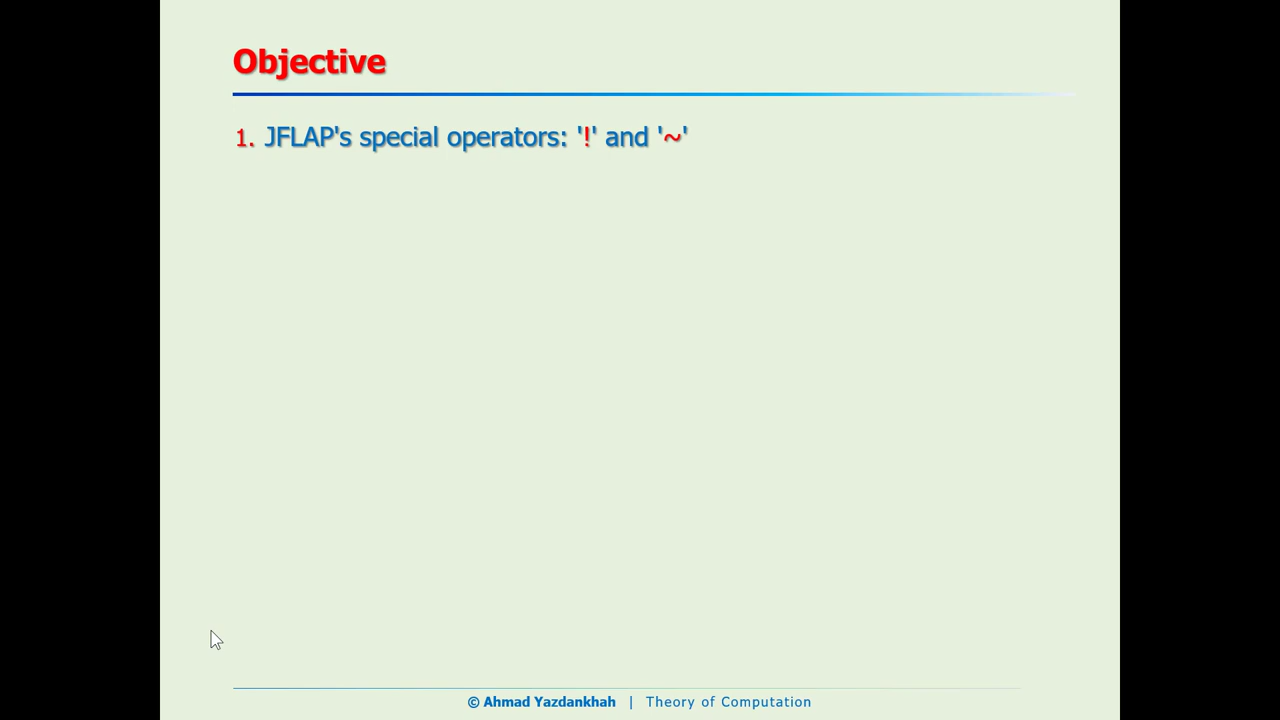 Objective
1. JFLAP's special operators: '!' and '~'
© Ahmad Yazdankhah | Theory of Computation